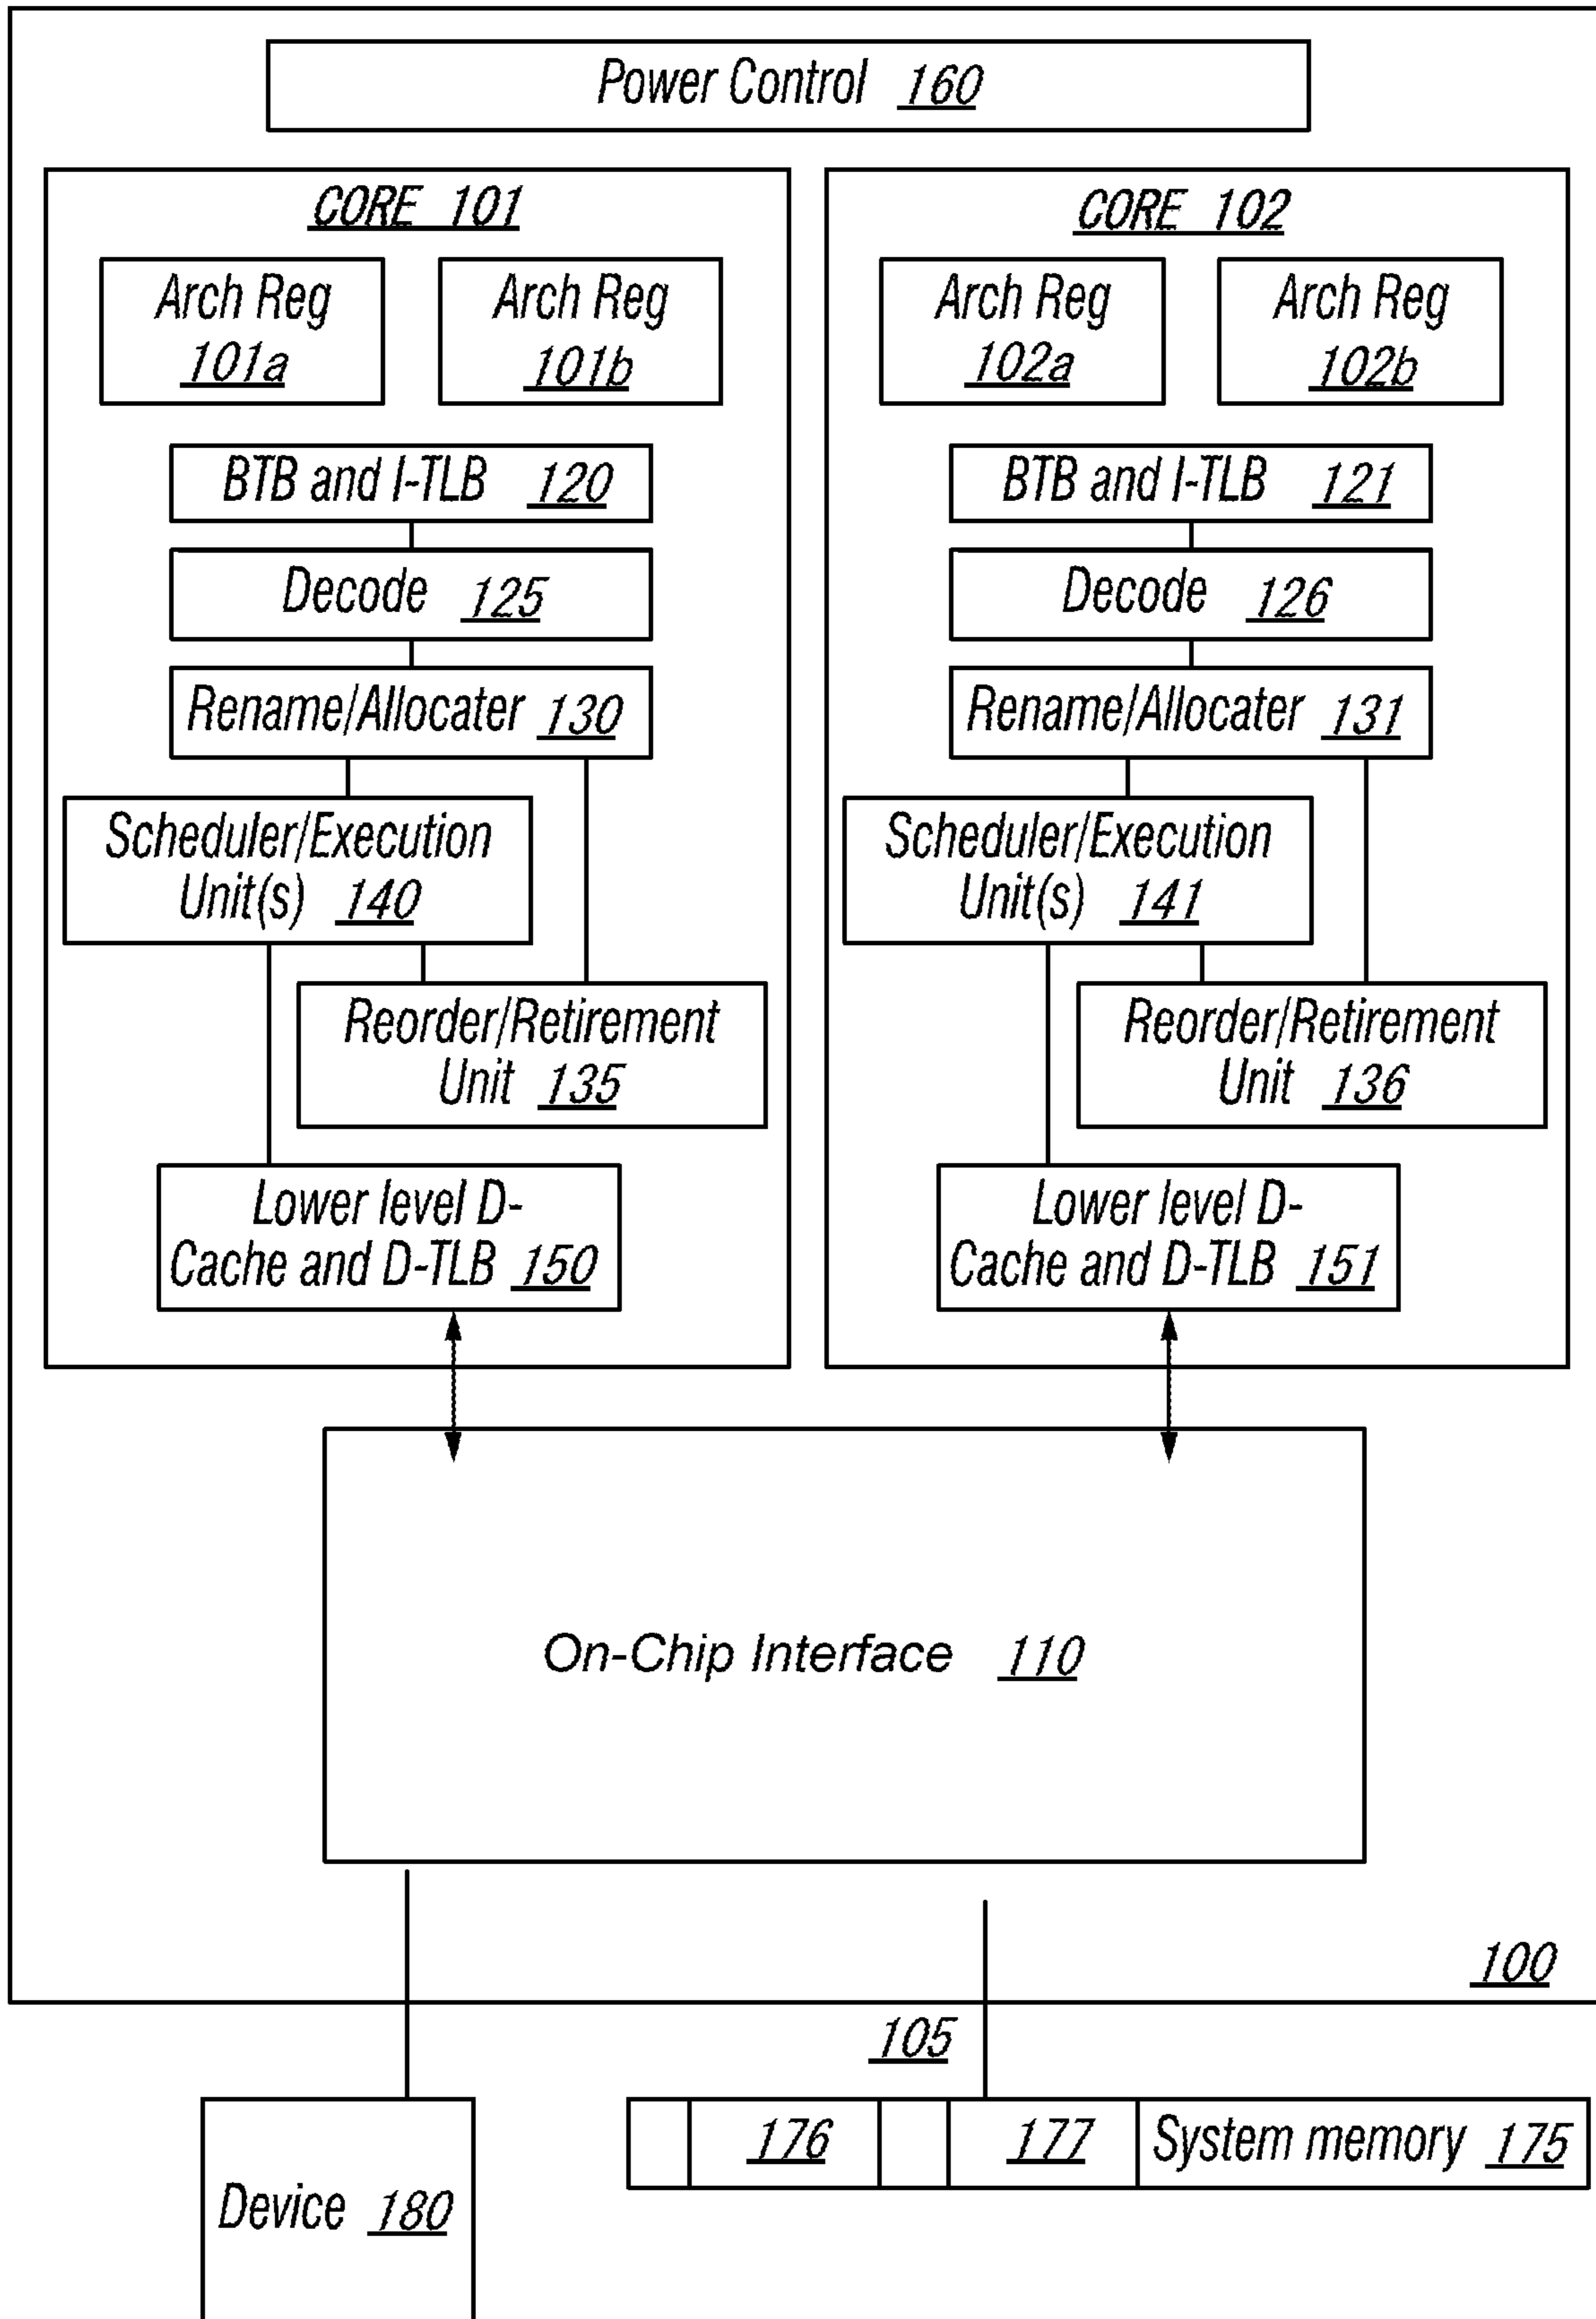 Power Control 160
CORE 101
Arch Reg
101a
Arch Reg
101b
BTB and I-TLB 120
Decode 125
Rename/Allocater 130
Scheduler/Execution
Unit(s) 140
Reorder/Retirement
Unit 135
Lower level D-
Cache and D-TLB 150
CORE 102
Arch Reg
102a
Arch Reg
102b
BTB and I-TLB 121
Decode 126
Rename/Allocater 131
Scheduler/Execution
Unit(s) 141
Reorder/Retirement
Unit 136
Lower level D-
Cache and D-TLB 151
On-Chip Interface 110
100
105
176
177
System memory 175
Device 180